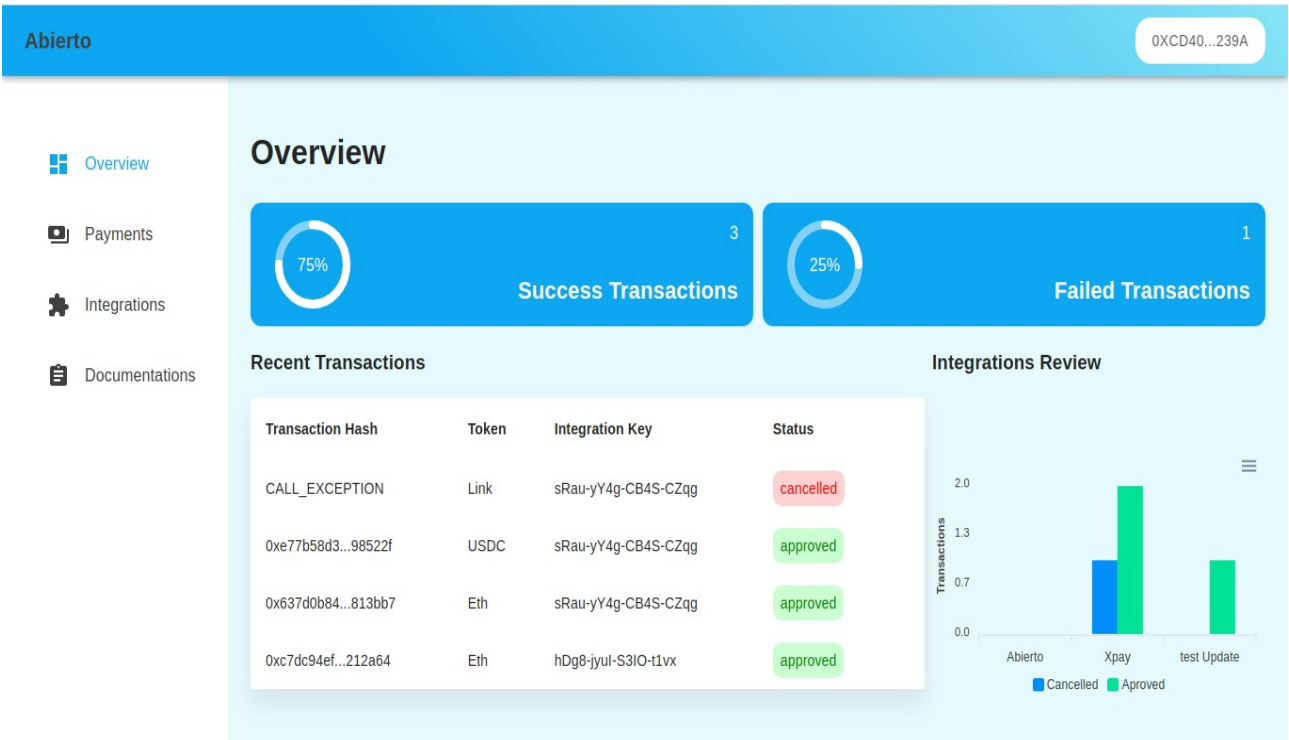 Abierto
0XCD40...239A
Overview
Payments
Integrations
Documentations
Overview
75%
3
Success Transactions
25%
1
Failed Transactions
Recent Transactions
Transaction Hash Token Integration Key Status
CALL_EXCEPTION Link sRau-yY4g-CB4S-CZqg cancelled
0xe77b58d3...98522f USDC sRau-yY4g-CB4S-CZqg approved
0x637d0b84...813bb7 Eth sRau-yY4g-CB4S-CZqg approved
0xc7dc94ef...212a64 Eth hDg8-jyuI-S3IO-t1vx approved
Integrations Review
Transactions
2.0
1.3
0.7
0.0
Abierto Xpay test Update
Cancelled Aproved